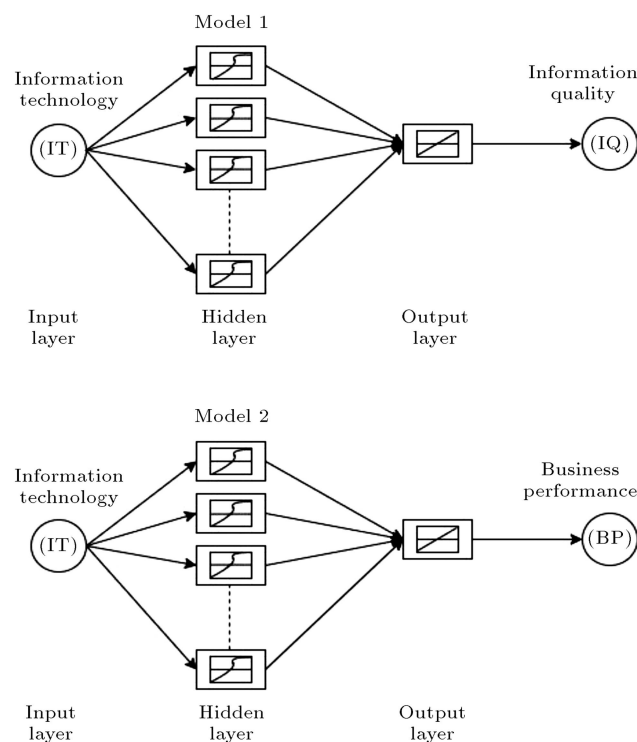 Model 1
Information
technology
Information
quality
(IT)
(IQ)
Input
layer
Hidden
layer
Output
layer
Model 2
Information
technology
Business
performance
(IT)
(BP)
Input
layer
Hidden
layer
Output
layer